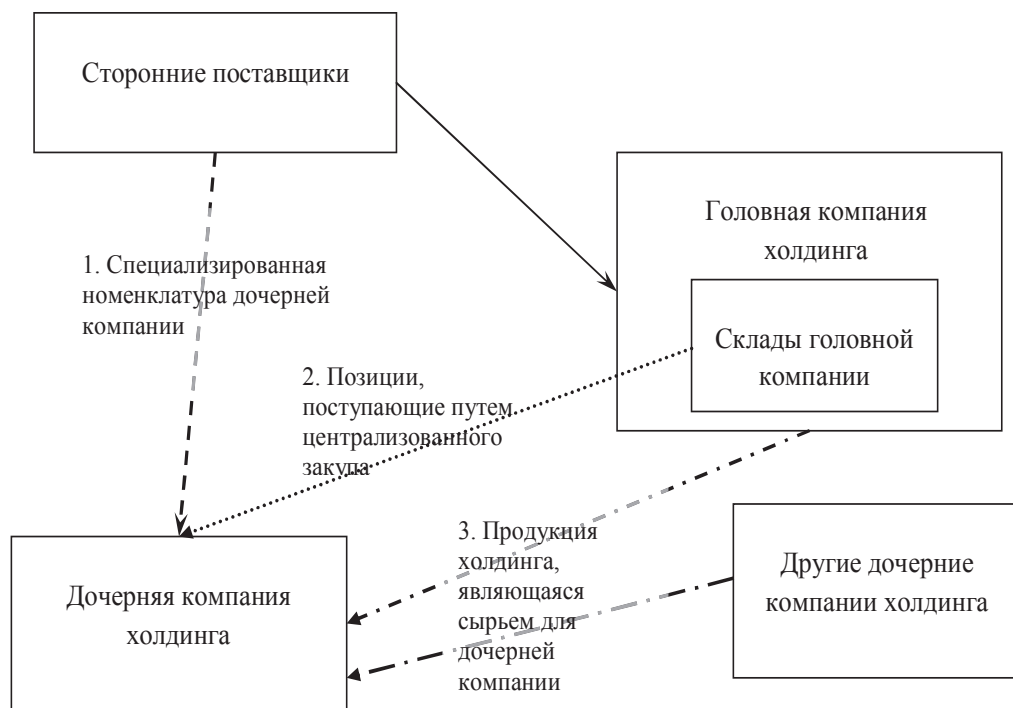 Сторонние поставщики
Головная компания
холдинга
1. Специализированная
номенклатура дочерней
компании
Склады головной
компании
2. Позиции,
поступающие путем
централизованного
закупа
3. Продукция
холдинга,
являющаяся
сырьем для
дочерней
компании
Другие дочерние
компании холдинга
Дочерняя компания
холдинга